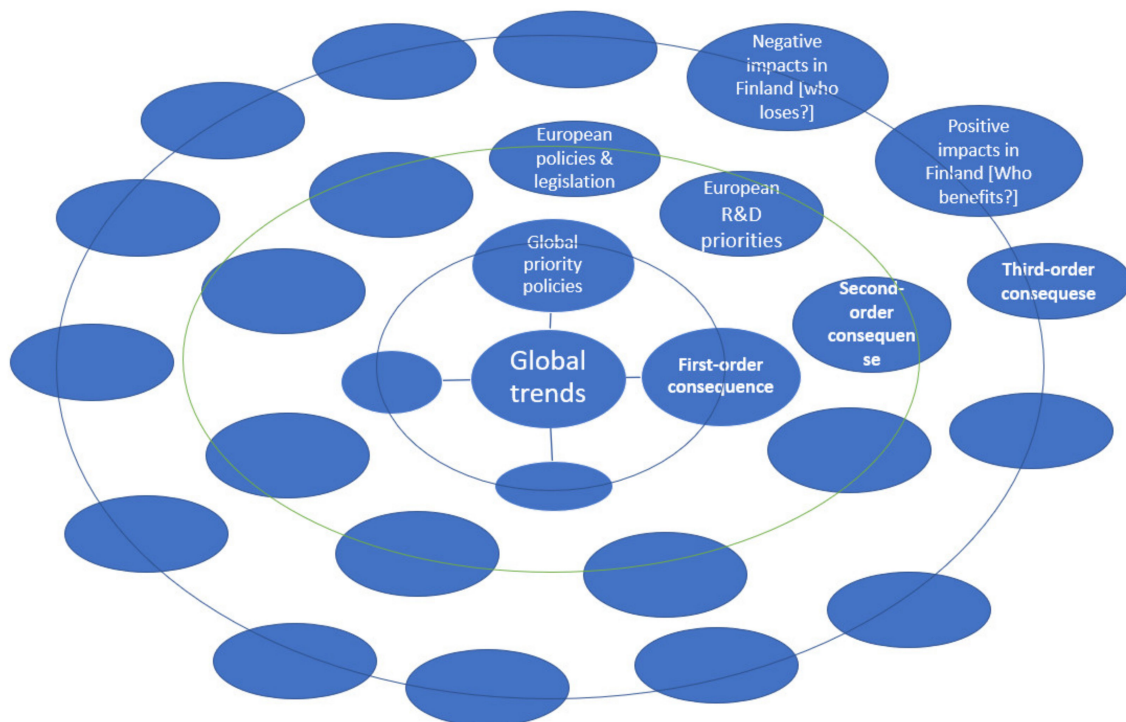 Negative
impacts in
Finland [who
loses?]
Positive
impacts in
Finland [Who
benefits?]
European
policies &
legislation
European
R&D
priorities
Global
priority
policies
Third-order
consequese
Second-
order
consequen
se
Global
trends
First-order
consequence